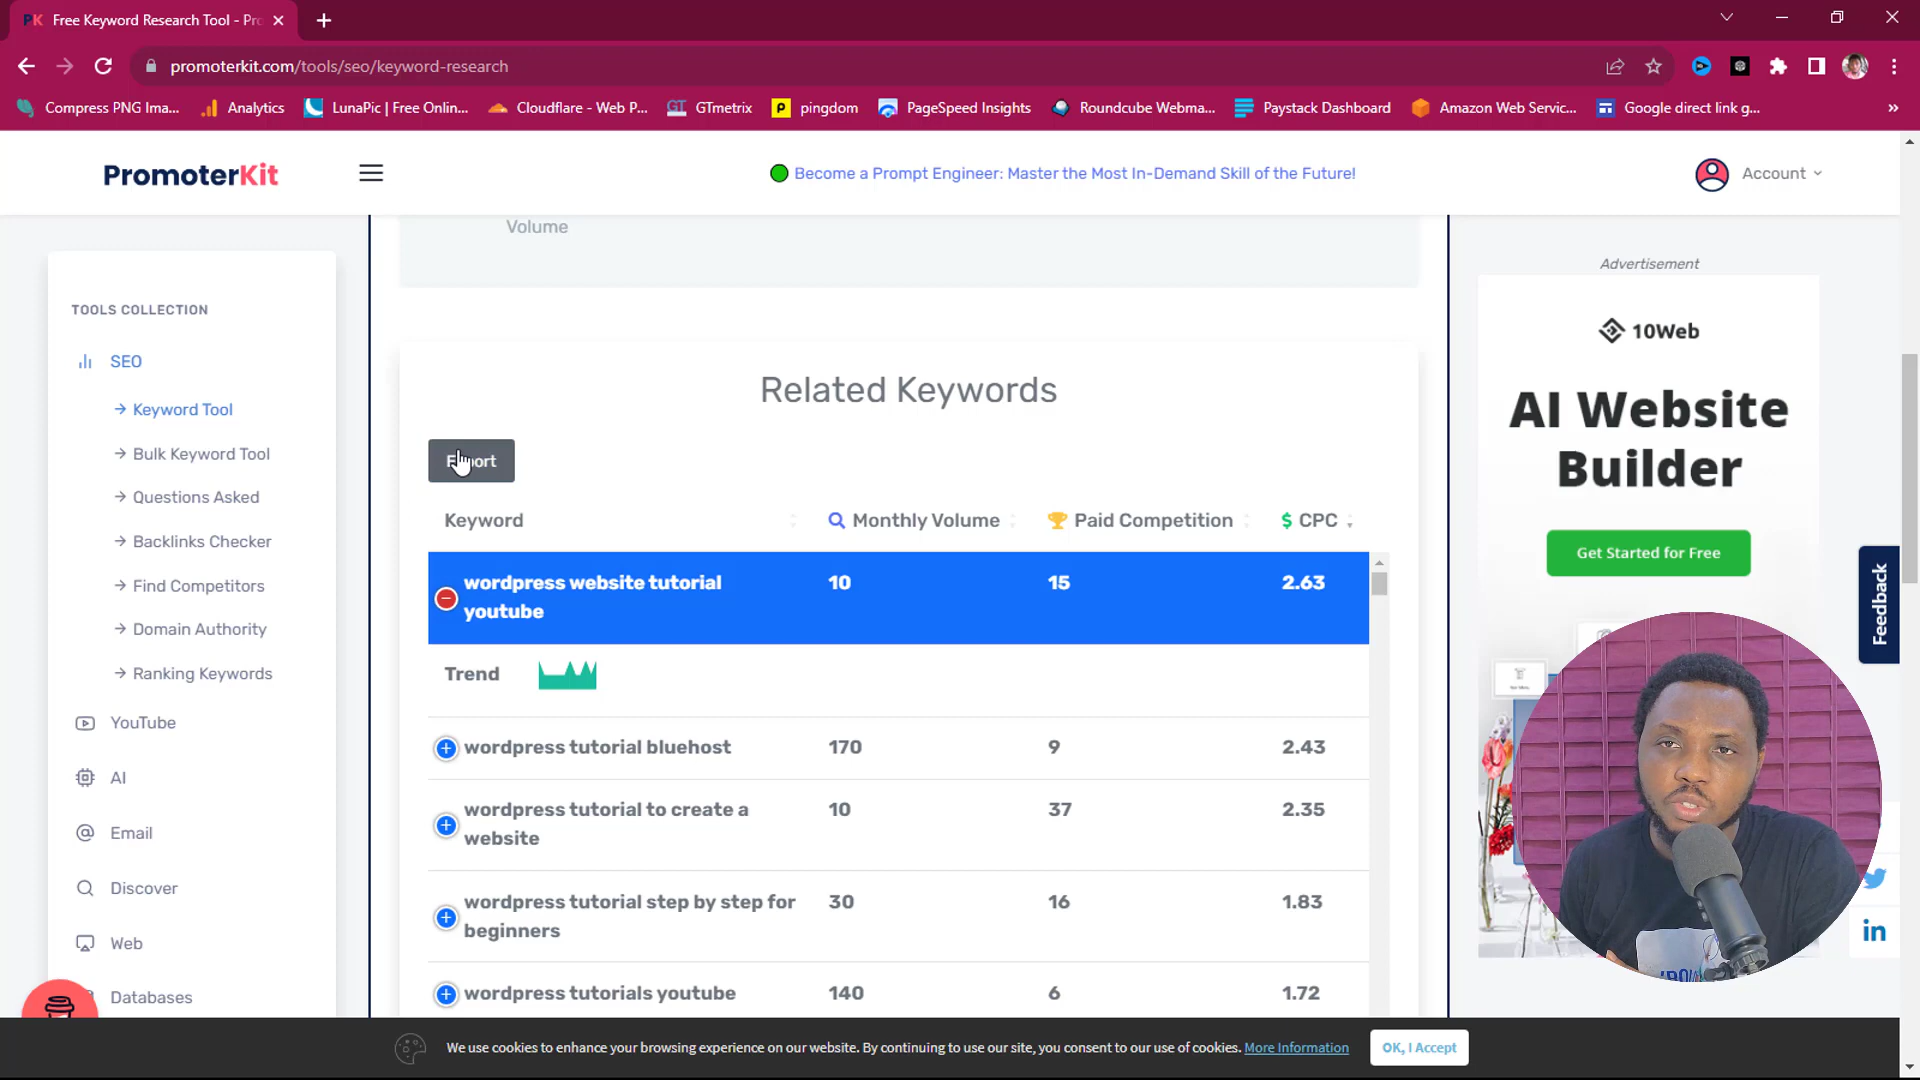 PK Free Keyword Research Tool - Pro
promoterkit.com/tools/seo/keyword-research
Compress PNG Ima...
Analytics
LunaPic | Free Onlin...
Cloudflare - Web P...
GTmetrix
pingdom
PageSpeed Insights
Roundcube Webma...
Paystack Dashboard
Amazon Web Servic...
Google direct link g...
PromoterKit
Become a Prompt Engineer: Master the Most In-Demand Skill of the Future!
Account
Volume
TOOLS COLLECTION
SEO
Keyword Tool
Bulk Keyword Tool
Questions Asked
Backlinks Checker
Find Competitors
Domain Authority
Ranking Keywords
YouTube
AI
Email
Discover
Web
Databases
Related Keywords
Export
Keyword Monthly Volume Paid Competition $ CPC
wordpress website tutorial 10 15 2.63
youtube
Trend
wordpress tutorial bluehost 170 9 2.43
wordpress tutorial to create a 10 37 2.35
website
wordpress tutorial step by step for 30 16 1.83
beginners
wordpress tutorials youtube 140 6 1.72
Advertisement
10Web
AI Website
Builder
Get Started for Free
Feedback
in
We use cookies to enhance your browsing experience on our website. By continuing to use our site, you consent to our use of cookies. More Information
OK, I Accept